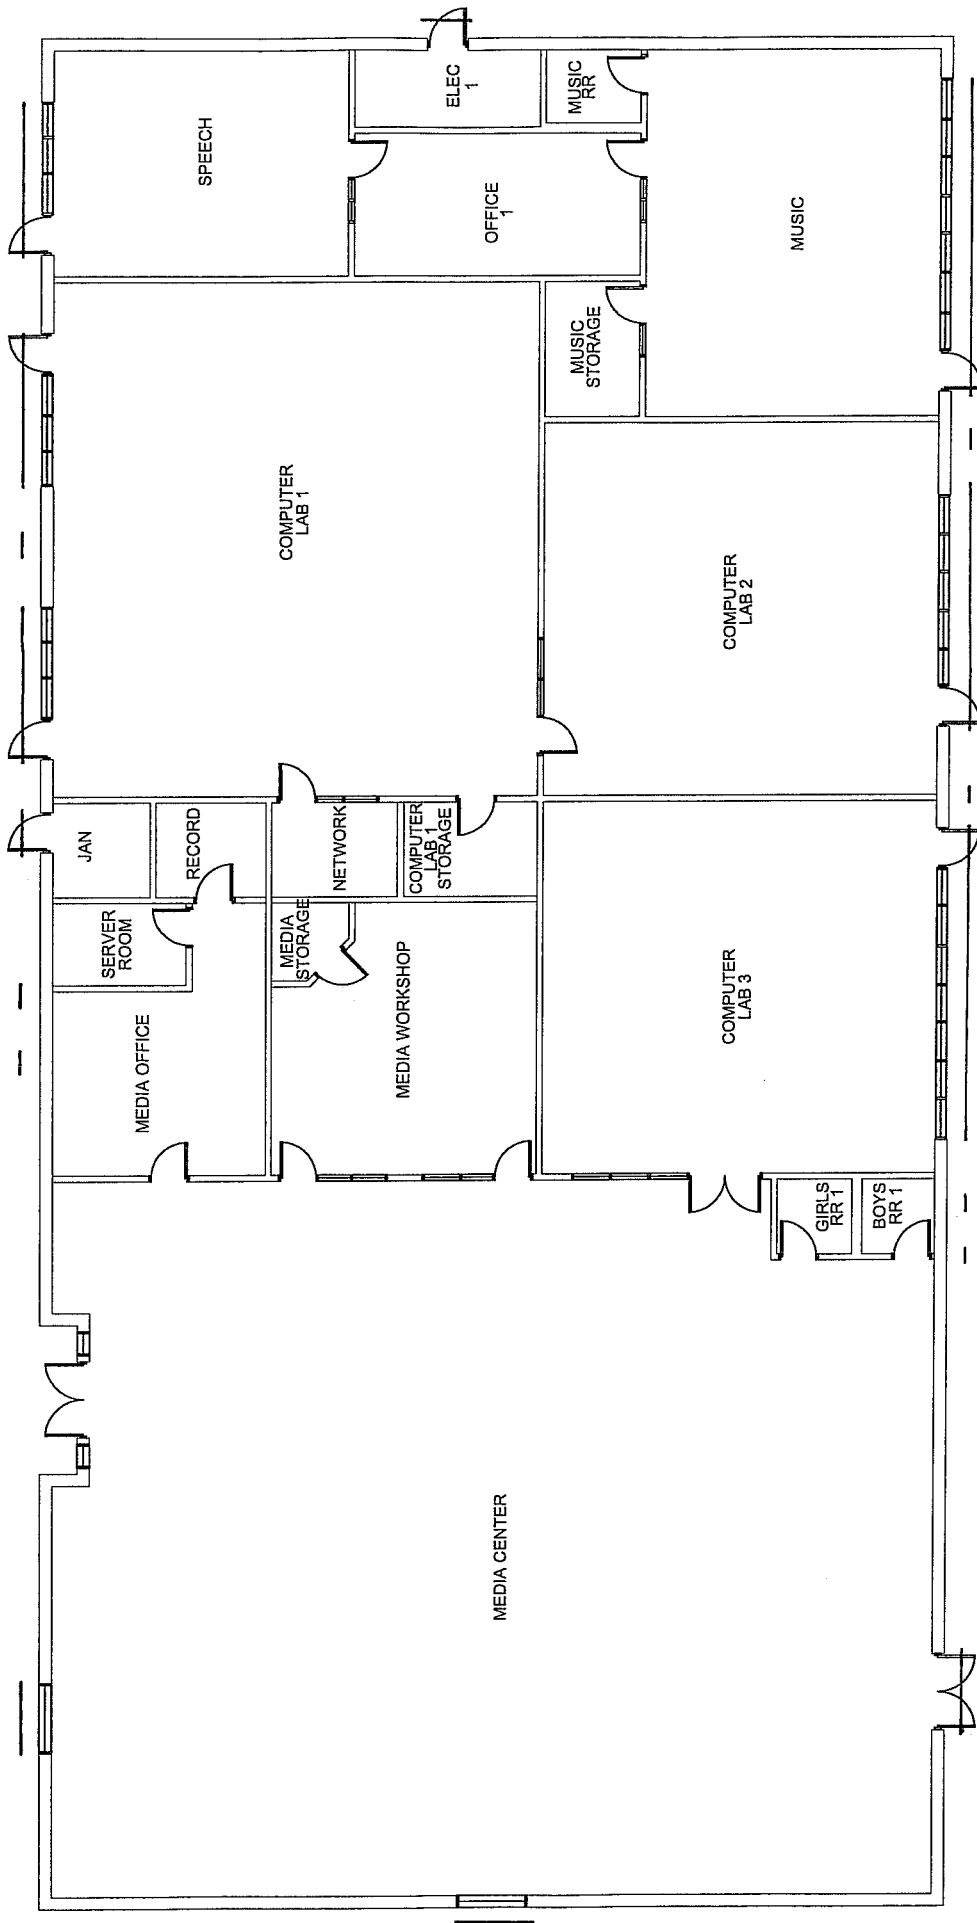 SPEECH
ELEC
1
MUSIC
RR
OFFICE
1
MUSIC
MUSIC
STORAGE
COMPUTER
LAB 1
COMPUTER
LAB 2
JAN
RECORD
NETWORK
COMPUTER
LAB 1
STORAGE
SERVER
ROOM
MEDIA
STORAGE
MEDIA OFFICE
MEDIA WORKSHOP
COMPUTER
LAB 3
GIRLS
RR 1
BOYS
RR 1
MEDIA CENTER